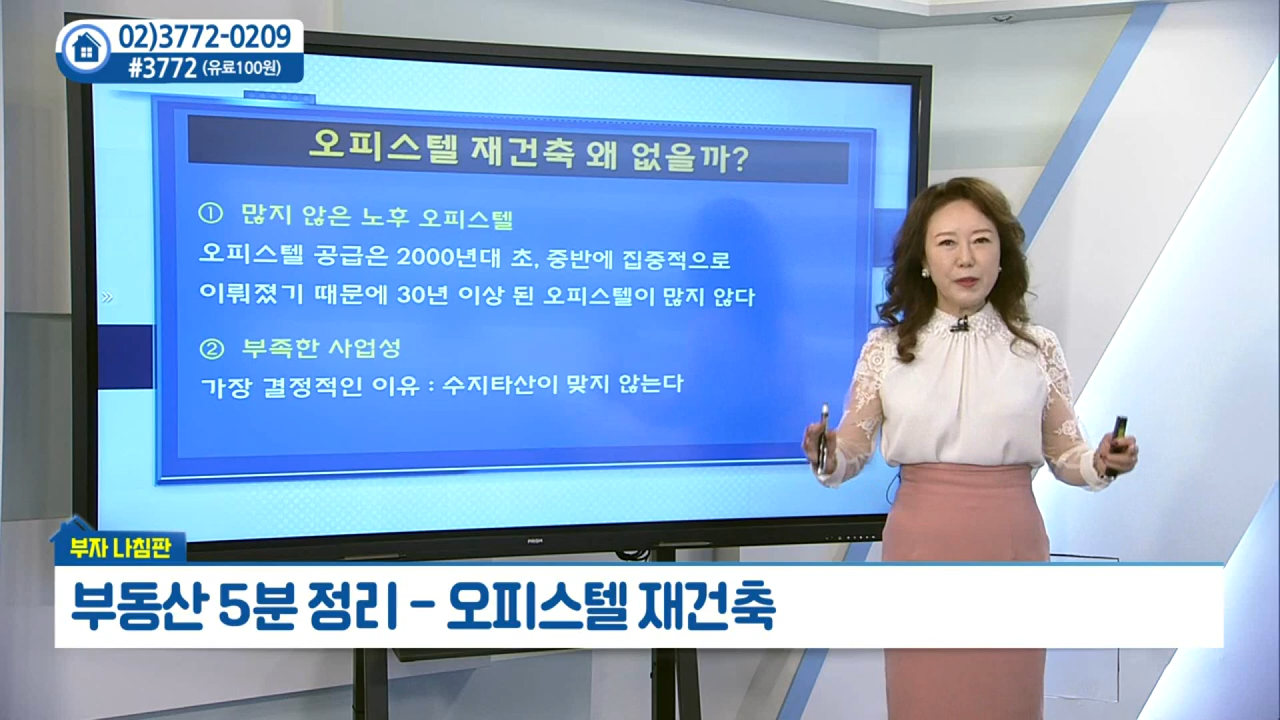 02)3772-0209
#3772 (유료100원)
오피스텔 재건축 왜 없을까?
① 많지 않은 노후 오피스텔
오피스텔 공급은 2000년대 초, 중반에 집중적으로
이뤄졌기 때문에 30년 이상 된 오피스텔이 많지 않다
② 부족한 사업성
가장 결정적인 이유 : 수지타산이 맞지 않는다
부자 나침판
부동산 5분 정리 - 오피스텔 재건축